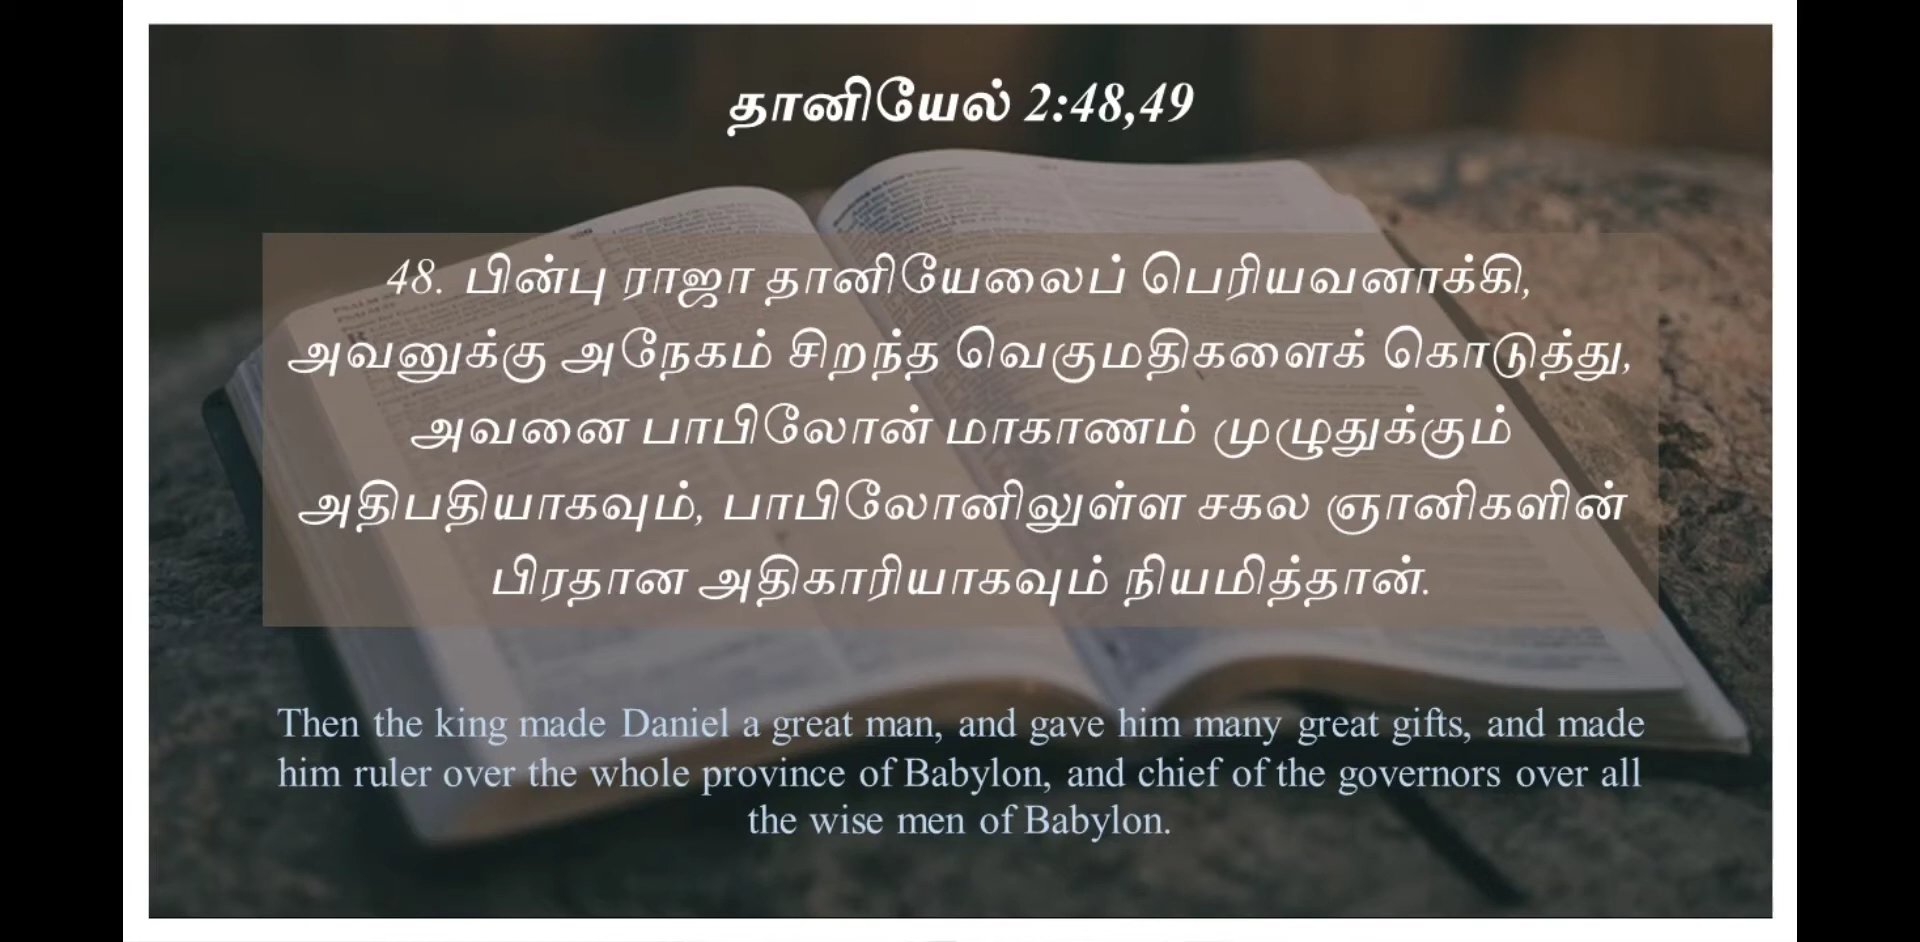 தானியேல் 2:48,49
48. பின்பு ராஜா தானியேலைப் பெரியவனாக்கி,
அவனுக்கு அநேகம் சிறந்த வெகுமதிகளைக் கொடுத்து,
அவனை பாபிலோன் மாகாணம் முழுதுக்கும்
அதிபதியாகவும், பாபிலோனிலுள்ள சகல ஞானிகளின்
பிரதான அதிகாரியாகவும் நியமித்தான்.
Then the king made Daniel a great man, and gave him many great gifts, and made
him ruler over the whole province of Babylon, and chief of the governors over all
the wise men of Babylon.